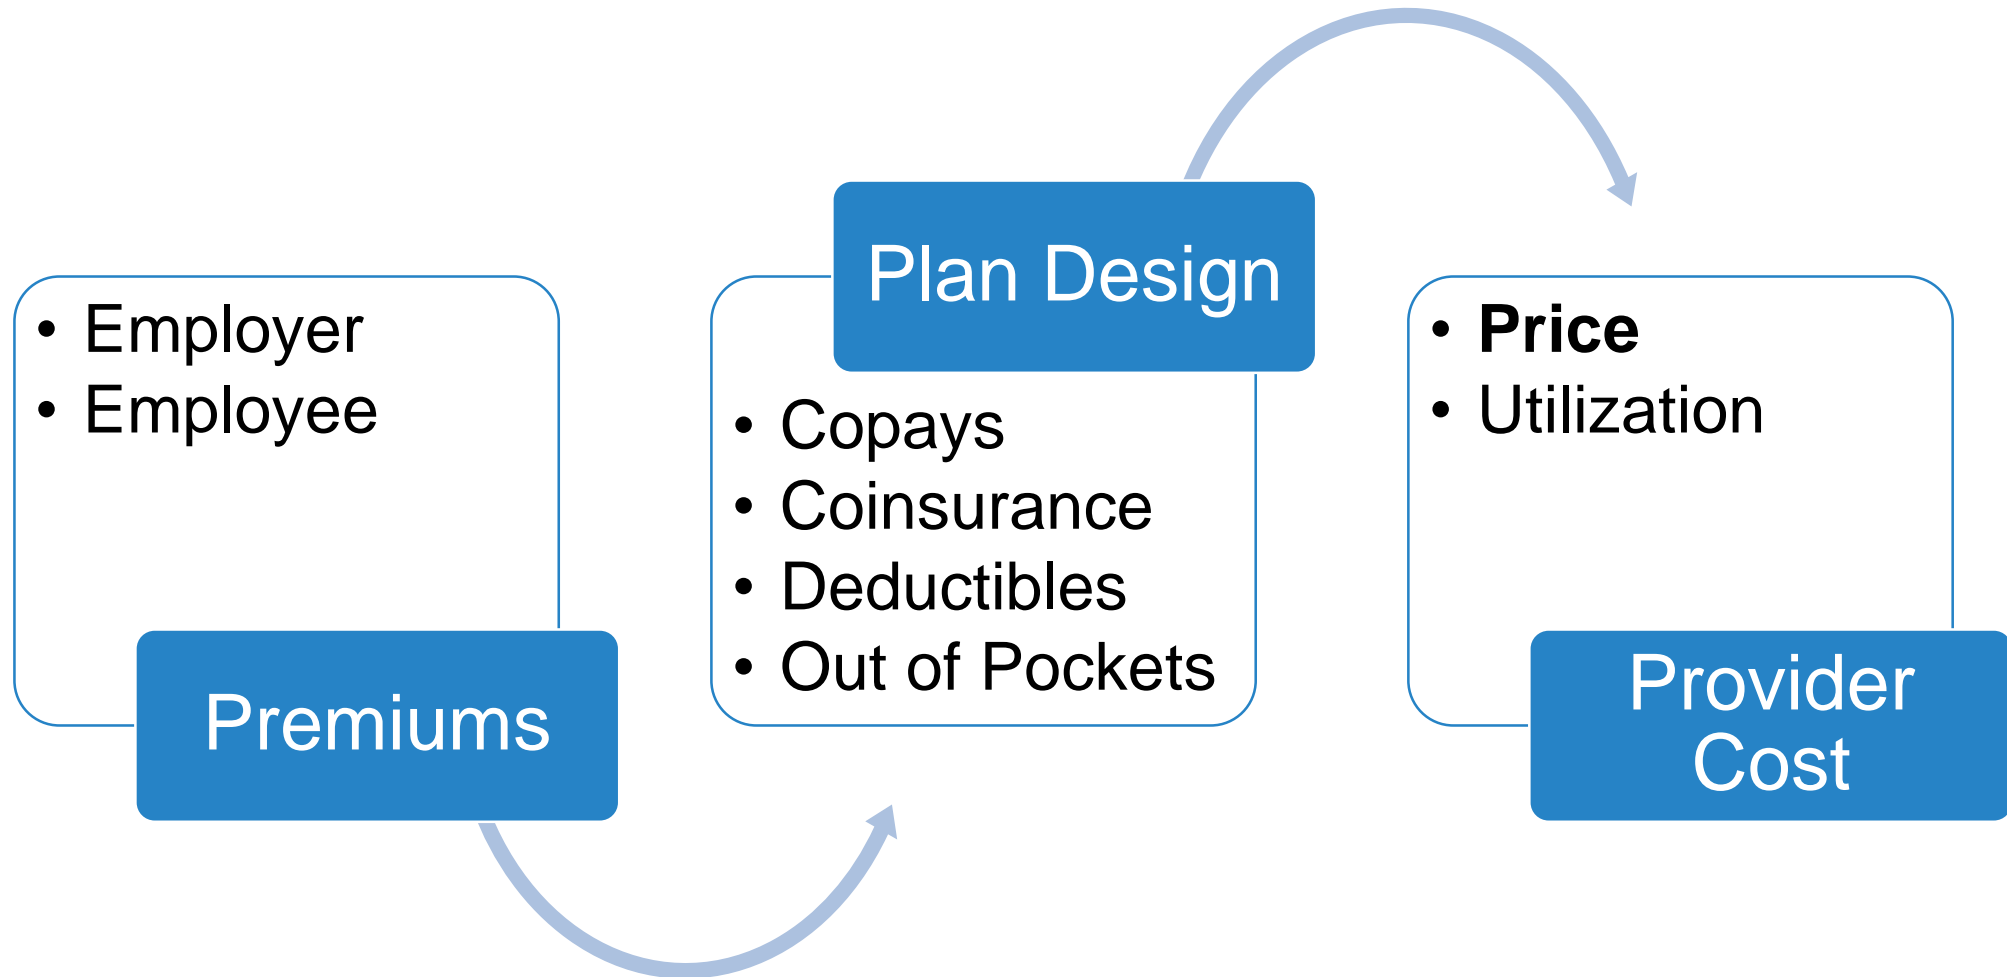 • Employer
• Employee
Premiums
Plan Design
• Copays
• Coinsurance
• Deductibles
• Out of Pockets
• Price
• Utilization
Provider
Cost